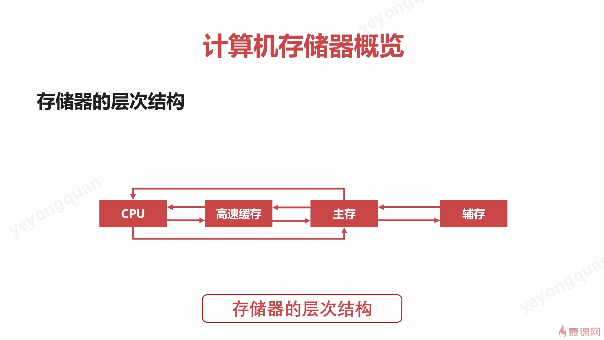 yeyongquan
计算机存储器概览
存储器的层次结构
yeyongquan
CPU
高速缓存
主存
辅存
yeyongquan
存储器的层次结构
慕课网